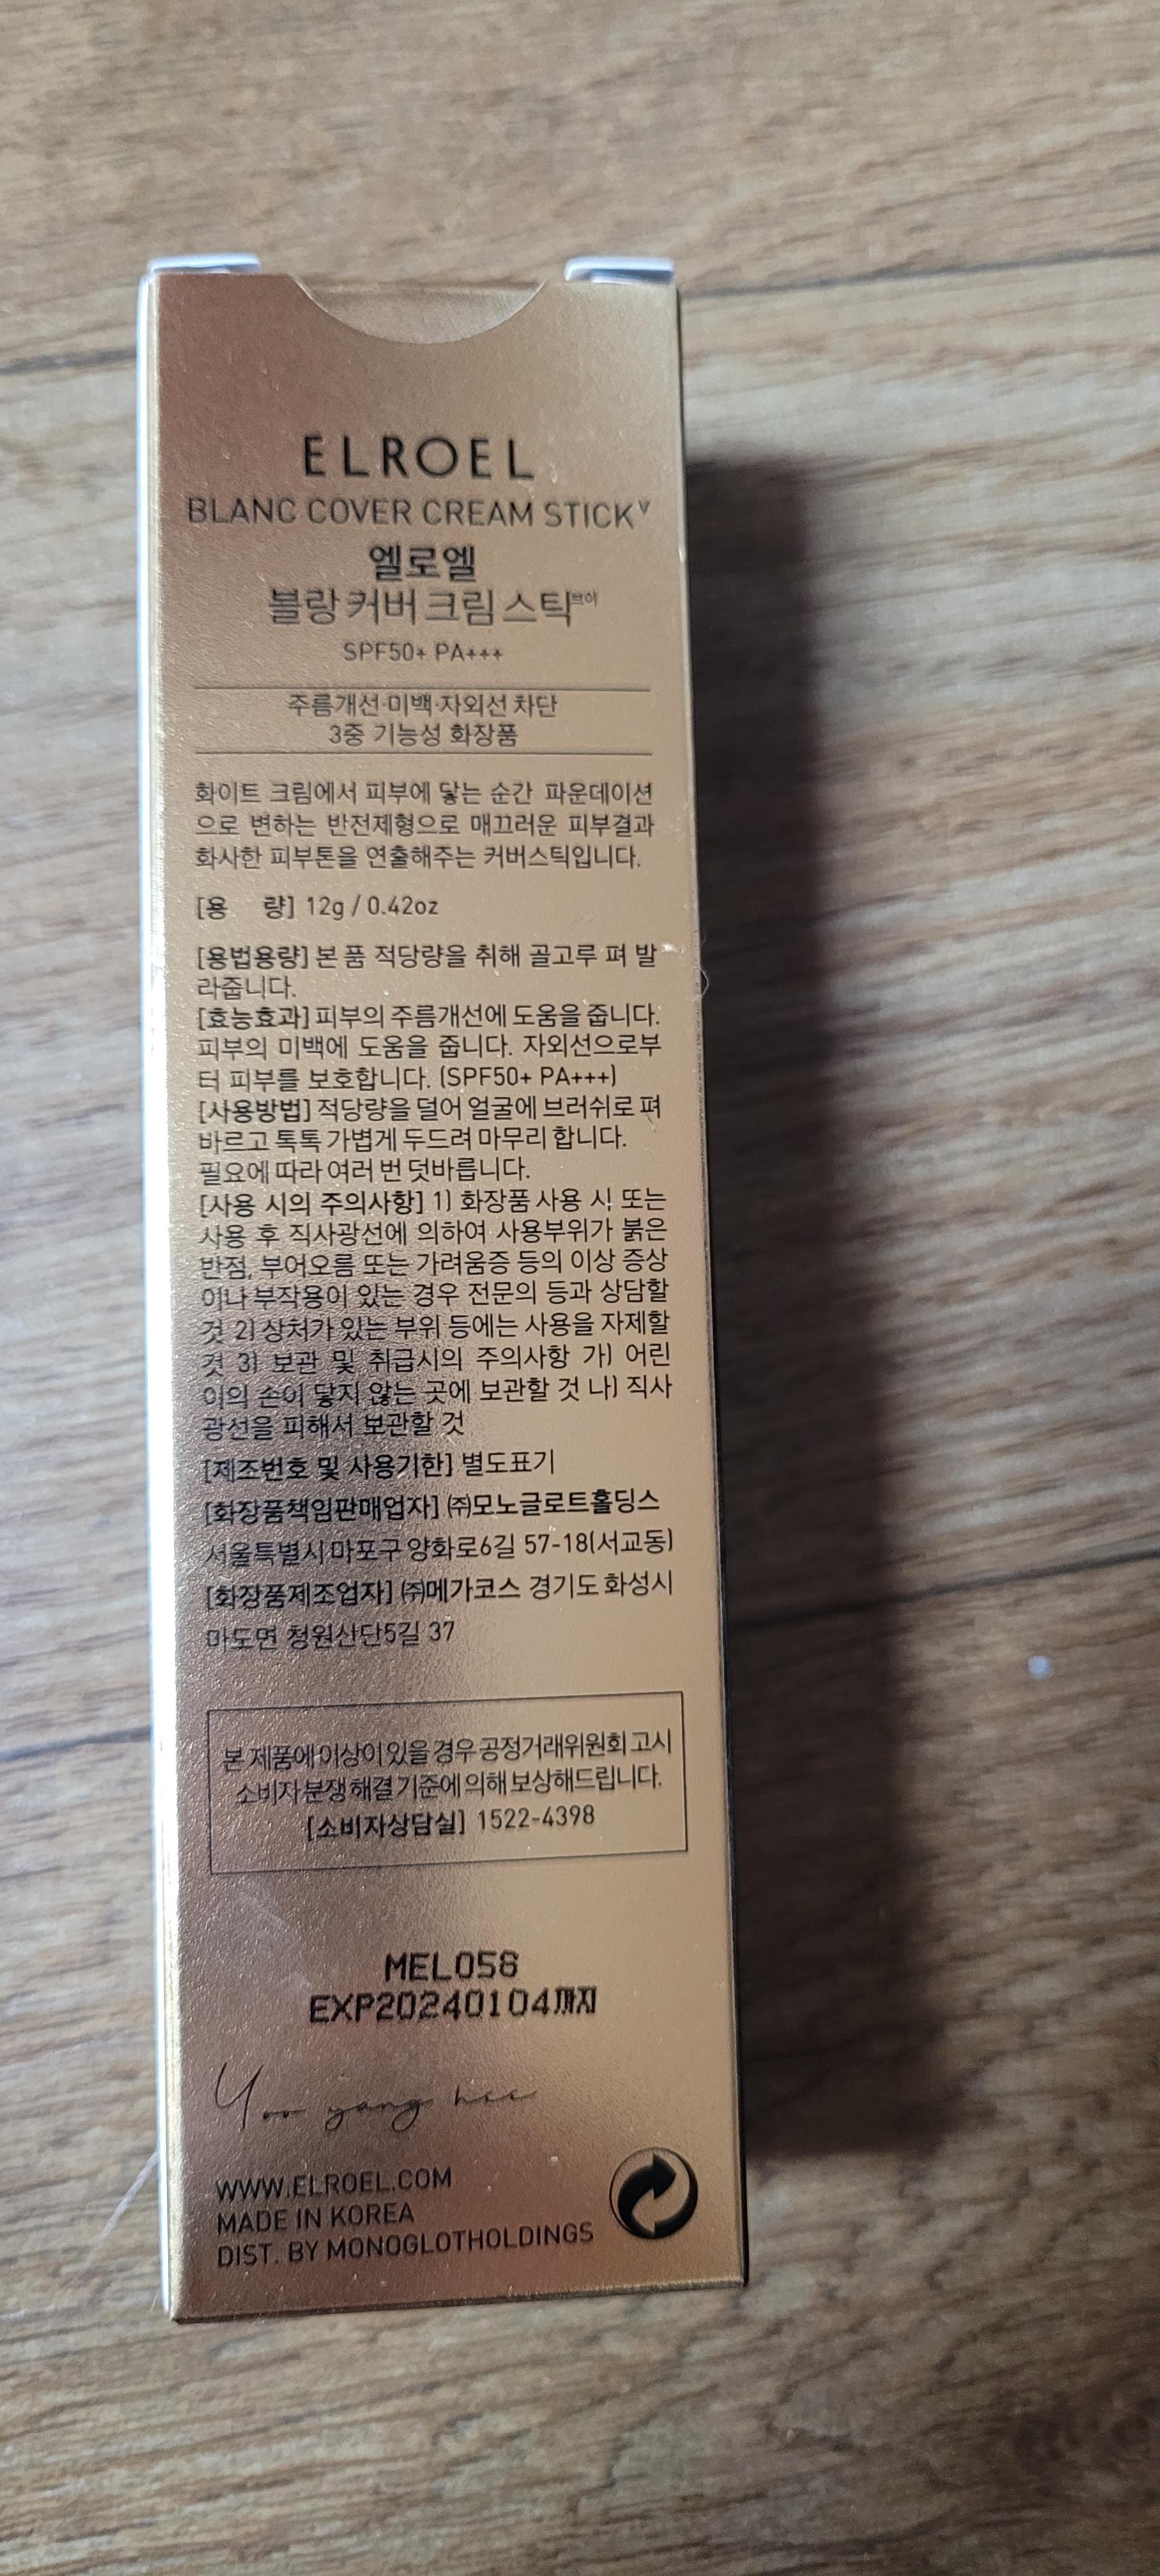 ELROEL
BLANC COVER CREAM STICK V
엘로엘
블랑 커버 크림 스틱 브이
SPF50+ PA+++
주름개선·미백·자외선 차단
3중 기능성 화장품
화이트 크림에서 피부에 닿는 순간 파운데이션
으로 변하는 반전제형으로 매끄러운 피부결과
화사한 피부톤을 연출해주는 커버스틱입니다.
[용 량] 12g / 0.42oz
[용법용량] 본 품 적당량을 취해 골고루 펴 발
라줍니다.
[효능효과] 피부의 주름개선에 도움을 줍니다.
피부의 미백에 도움을 줍니다. 자외선으로부
터 피부를 보호합니다. (SPF50+ PA+++)
[사용방법] 적당량을 덜어 얼굴에 브러쉬로 펴
바르고 톡톡 가볍게 두드려 마무리 합니다.
필요에 따라 여러 번 덧바릅니다.
[사용 시의 주의사항] 1) 화장품 사용 시 또는
사용 후 직사광선에 의하여 사용부위가 붉은
반점, 부어오름 또는 가려움증 등의 이상 증상
이나 부작용이 있는 경우 전문의 등과 상담할
것 2) 상처가 있는 부위 등에는 사용을 자제할
것 3) 보관 및 취급시의 주의사항 가) 어린
이의 손이 닿지 않는 곳에 보관할 것 나) 직사
광선을 피해서 보관할 것
[제조번호 및 사용기한] 별도표기
[화장품책임판매업자] ㈜모노글로트홀딩스
서울특별시 마포구 양화로6길 57-18(서교동)
[화장품제조업자] ㈜메가코스 경기도 화성시
마도면 청원산단5길 37
본 제품에 이상이 있을 경우 공정거래위원회 고시
소비자 분쟁 해결 기준에 의해 보상해드립니다.
[소비자상담실] 1522-4398
MEL058
EXP20240104까지
Yoo yang hee
WWW.ELROEL.COM
MADE IN KOREA
DIST. BY MONOGLOTHOLDINGS